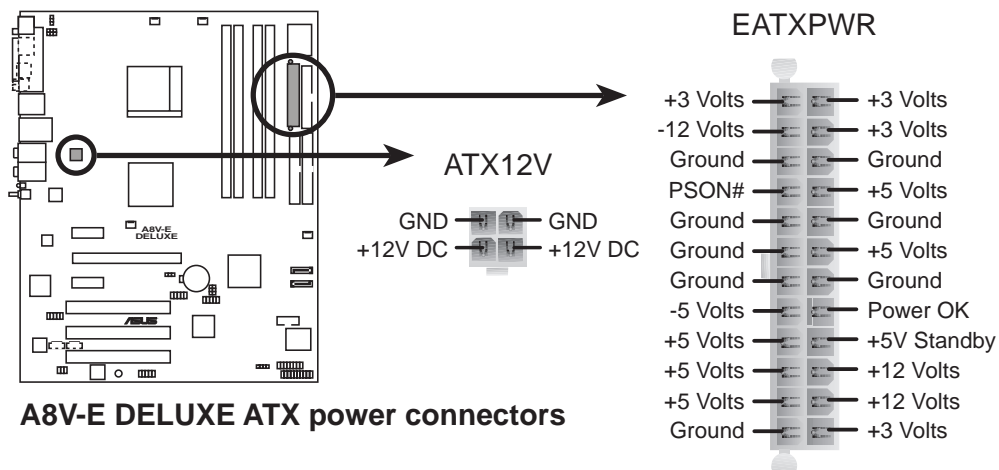 EATXPWR
+3 Volts
-12 Volts
Ground
PSON#
Ground
Ground
Ground
-5 Volts
+5 Volts
+5 Volts
+5 Volts
Ground
+3 Volts
+3 Volts
Ground
+5 Volts
Ground
+5 Volts
Ground
Power OK
+5V Standby
+12 Volts
+12 Volts
+3 Volts
ATX12V
GND
+12V DC
GND
+12V DC
A8V-E
DELUXE
ASUS
A8V-E DELUXE ATX power connectors